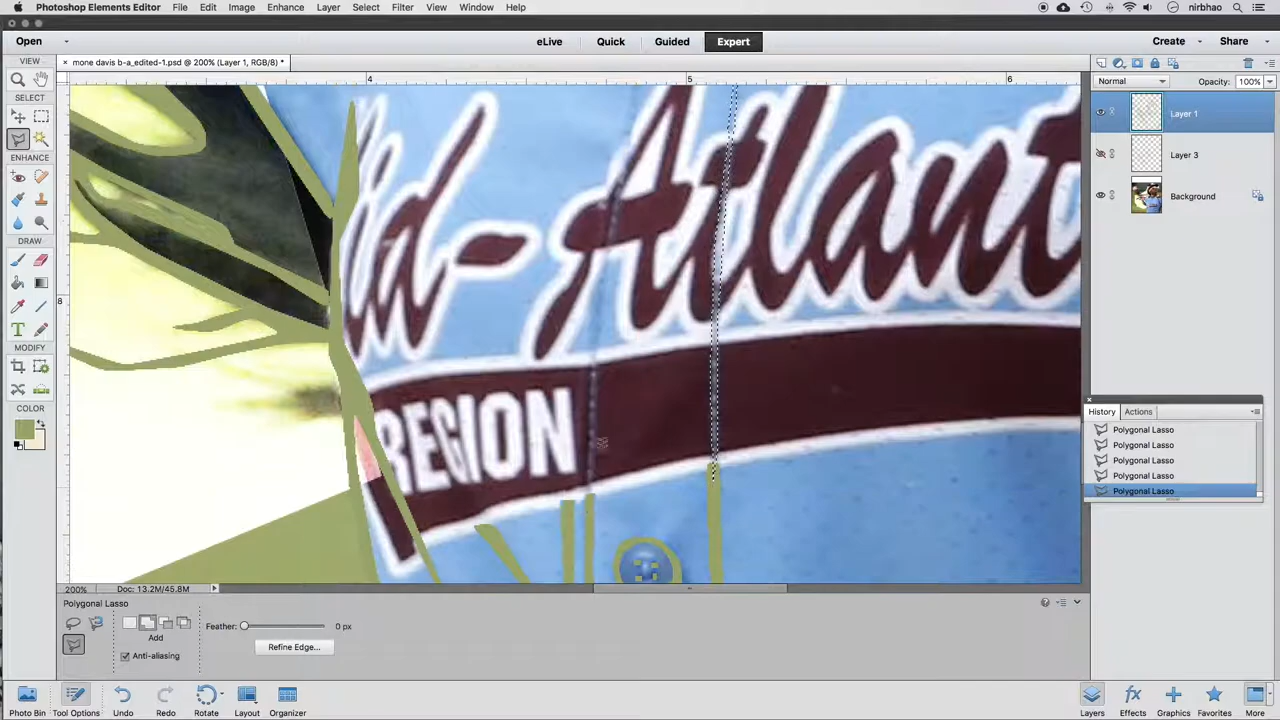 Photoshop Elements Editor File Edit Image Enhance Layer Select Filter View Window Help nirbhao
Open eLive Quick Guided Expert Create Share
× mone davis b-a_edited-1.psd @ 200% (Layer 1, RGB/8) *
VIEW
SELECT
ENHANCE
DRAW
T
MODIFY
COLOR
4 5 6
8
id-Atlant
REGION
Normal Opacity: 100%
Layer 1
Layer 3
Background
History Actions
Polygonal Lasso
Polygonal Lasso
Polygonal Lasso
Polygonal Lasso
Polygonal Lasso
200% Doc: 13.2M/45.8M
Polygonal Lasso
Add
Anti-aliasing
Feather: 0 px
Refine Edge...
Photo Bin Tool Options Undo Redo Rotate Layout Organizer Layers Effects Graphics Favorites More